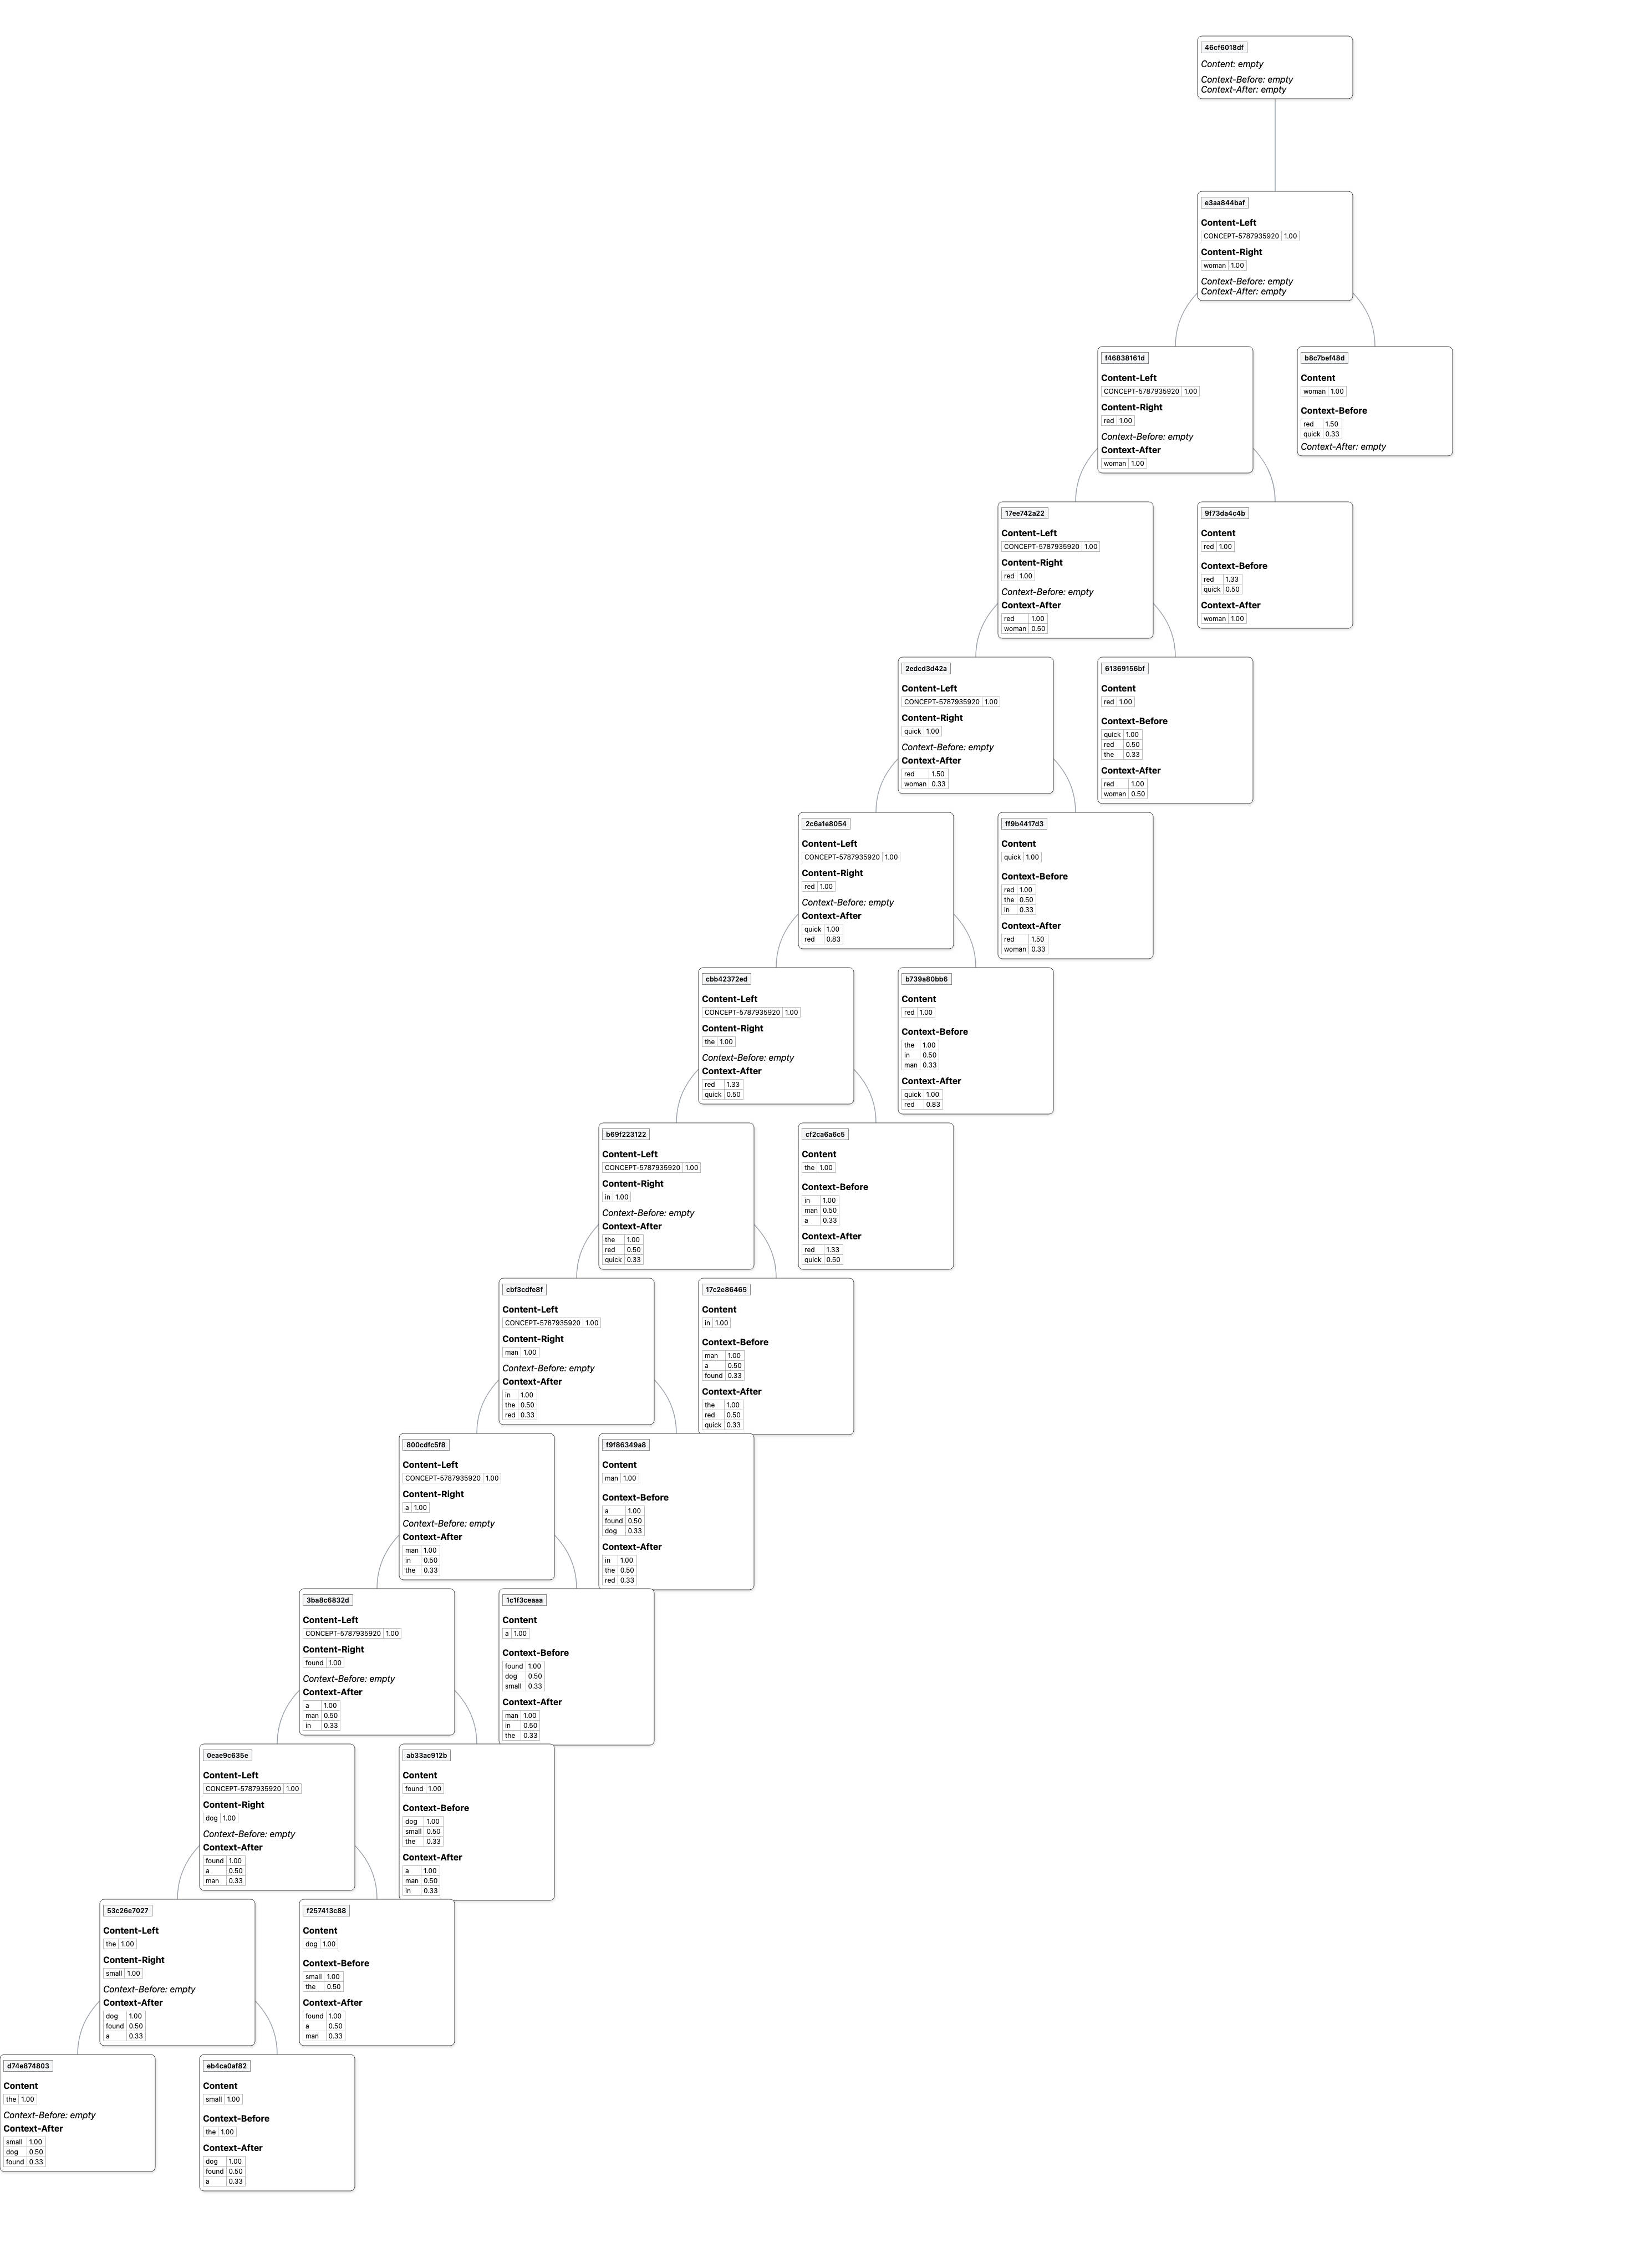 46cf6018df
Content: empty
Context-Before: empty
Context-After: empty
e3aa844baf
Content-Left
CONCEPT-5787935920 1.00
Content-Right
woman 1.00
Context-Before: empty
Context-After: empty
f46838161d
Content-Left
CONCEPT-5787935920 1.00
Content-Right
red 1.00
Context-Before: empty
Context-After
woman 1.00
b8c7bef48d
Content
woman 1.00
Context-Before
red 1.50
quick 0.33
Context-After: empty
17ee742a22
Content-Left
CONCEPT-5787935920 1.00
Content-Right
red 1.00
Context-Before: empty
Context-After
red 1.00
woman 0.50
9f73da4c4b
Content
red 1.00
Context-Before
red 1.33
quick 0.50
Context-After
woman 1.00
2edcd3d42a
Content-Left
CONCEPT-5787935920 1.00
Content-Right
quick 1.00
Context-Before: empty
Context-After
red 1.50
woman 0.33
61369156bf
Content
red 1.00
Context-Before
quick 1.00
red 0.50
the 0.33
Context-After
red 1.00
woman 0.50
2c6a1e8054
Content-Left
CONCEPT-5787935920 1.00
Content-Right
red 1.00
Context-Before: empty
Context-After
quick 1.00
red 0.83
ff9b4417d3
Content
quick 1.00
Context-Before
red 1.00
the 0.50
in 0.33
Context-After
red 1.50
woman 0.33
cbb42372ed
Content-Left
CONCEPT-5787935920 1.00
Content-Right
the 1.00
Context-Before: empty
Context-After
red 1.33
quick 0.50
b739a80bb6
Content
red 1.00
Context-Before
the 1.00
in 0.50
man 0.33
Context-After
quick 1.00
red 0.83
b69f223122
Content-Left
CONCEPT-5787935920 1.00
Content-Right
in 1.00
Context-Before: empty
Context-After
the 1.00
red 0.50
quick 0.33
cf2ca6a6c5
Content
the 1.00
Context-Before
in 1.00
man 0.50
a 0.33
Context-After
red 1.33
quick 0.50
cbf3cdfe8f
Content-Left
CONCEPT-5787935920 1.00
Content-Right
man 1.00
Context-Before: empty
Context-After
in 1.00
the 0.50
red 0.33
17c2e86465
Content
in 1.00
Context-Before
man 1.00
a 0.50
found 0.33
Context-After
the 1.00
red 0.50
quick 0.33
800cdfc5f8
Content-Left
CONCEPT-5787935920 1.00
Content-Right
a 1.00
Context-Before: empty
Context-After
man 1.00
in 0.50
the 0.33
f9f86349a8
Content
man 1.00
Context-Before
a 1.00
found 0.50
dog 0.33
Context-After
in 1.00
the 0.50
red 0.33
3ba8c6832d
Content-Left
CONCEPT-5787935920 1.00
Content-Right
found 1.00
Context-Before: empty
Context-After
a 1.00
man 0.50
in 0.33
1c1f3ceaaa
Content
a 1.00
Context-Before
found 1.00
dog 0.50
small 0.33
Context-After
man 1.00
in 0.50
the 0.33
0eae9c635e
Content-Left
CONCEPT-5787935920 1.00
Content-Right
dog 1.00
Context-Before: empty
Context-After
found 1.00
a 0.50
man 0.33
ab33ac912b
Content
found 1.00
Context-Before
dog 1.00
small 0.50
the 0.33
Context-After
a 1.00
man 0.50
in 0.33
53c26e7027
Content-Left
the 1.00
Content-Right
small 1.00
Context-Before: empty
Context-After
dog 1.00
found 0.50
a 0.33
f257413c88
Content
dog 1.00
Context-Before
small 1.00
the 0.50
Context-After
found 1.00
a 0.50
man 0.33
d74e874803
Content
the 1.00
Context-Before: empty
Context-After
small 1.00
dog 0.50
found 0.33
eb4ca0af82
Content
small 1.00
Context-Before
the 1.00
Context-After
dog 1.00
found 0.50
a 0.33